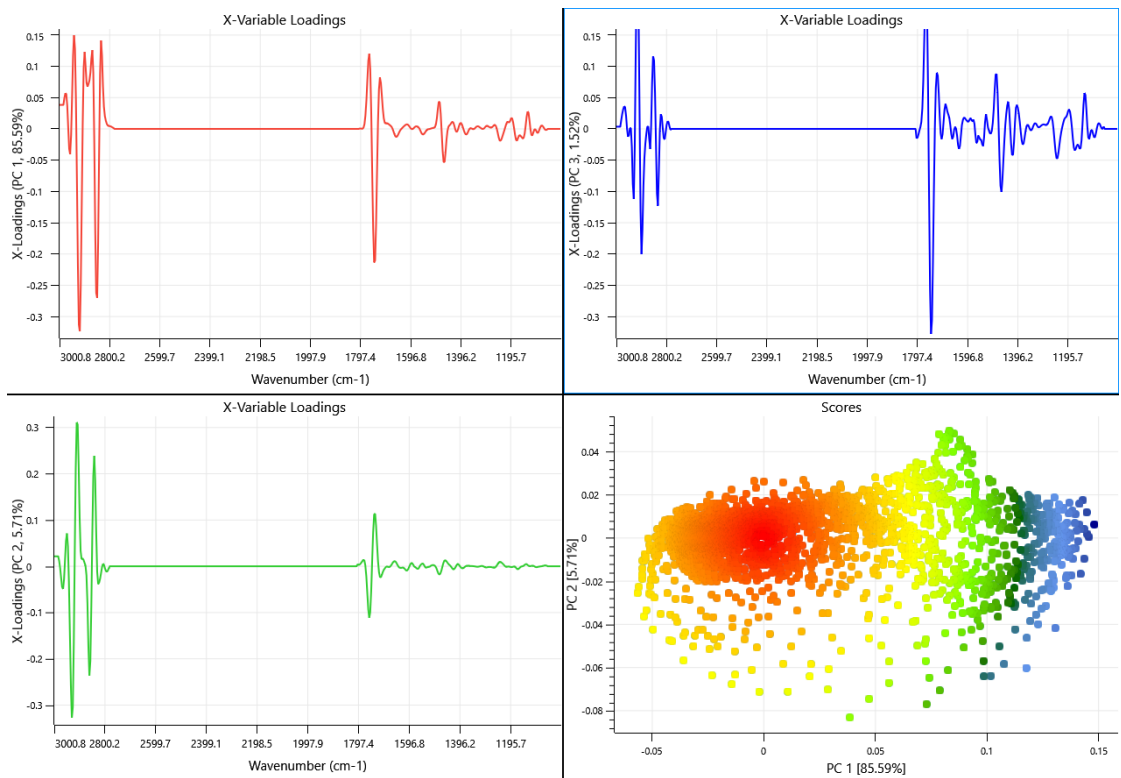 X-Variable Loadings
X-Loadings (PC 1, 85.59%)
0.15
0.1
0.05
0
-0.05
-0.1
-0.15
-0.2
-0.25
-0.3
3000.8 2800.2 2599.7 2399.1 2198.5 1997.9 1797.4 1596.8 1396.2 1195.7
Wavenumber (cm-1)
X-Variable Loadings
X-Loadings (PC 3, 1.52%)
0.15
0.1
0.05
0
-0.05
-0.1
-0.15
-0.2
-0.25
-0.3
3000.8 2800.2 2599.7 2399.1 2198.5 1997.9 1797.4 1596.8 1396.2 1195.7
Wavenumber (cm-1)
X-Variable Loadings
X-Loadings (PC 2, 5.71%)
0.3
0.2
0.1
0
-0.1
-0.2
-0.3
3000.8 2800.2 2599.7 2399.1 2198.5 1997.9 1797.4 1596.8 1396.2 1195.7
Wavenumber (cm-1)
Scores
PC 2 [5.71%]
0.04
0.02
0
-0.02
-0.04
-0.06
-0.08
-0.05 0 0.05 0.1 0.15
PC 1 [85.59%]